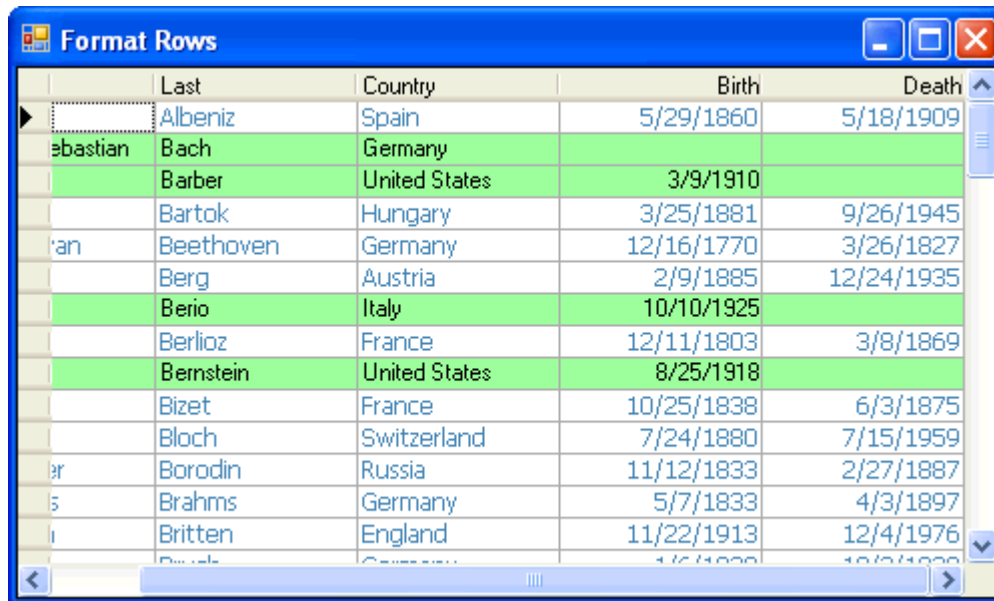 Format Rows
Last Country Birth Death
Albeniz Spain 5/29/1860 5/18/1909
ebastian Bach Germany
Barber United States 3/9/1910
Bartok Hungary 3/25/1881 9/26/1945
van Beethoven Germany 12/16/1770 3/26/1827
Berg Austria 2/9/1885 12/24/1935
Berio Italy 10/10/1925
Berlioz France 12/11/1803 3/8/1869
Bernstein United States 8/25/1918
Bizet France 10/25/1838 6/3/1875
Bloch Switzerland 7/24/1880 7/15/1959
er Borodin Russia 11/12/1833 2/27/1887
s Brahms Germany 5/7/1833 4/3/1897
Britten England 11/22/1913 12/4/1976